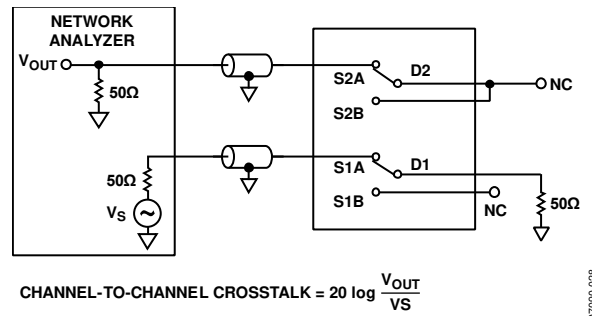 NETWORK
ANALYZER
VOUT
50Ω
S2A
D2
NC
S2B
50Ω
VS
S1A
D1
S1B
NC
50Ω
CHANNEL-TO-CHANNEL CROSSTALK = 20 log VOUT
VS